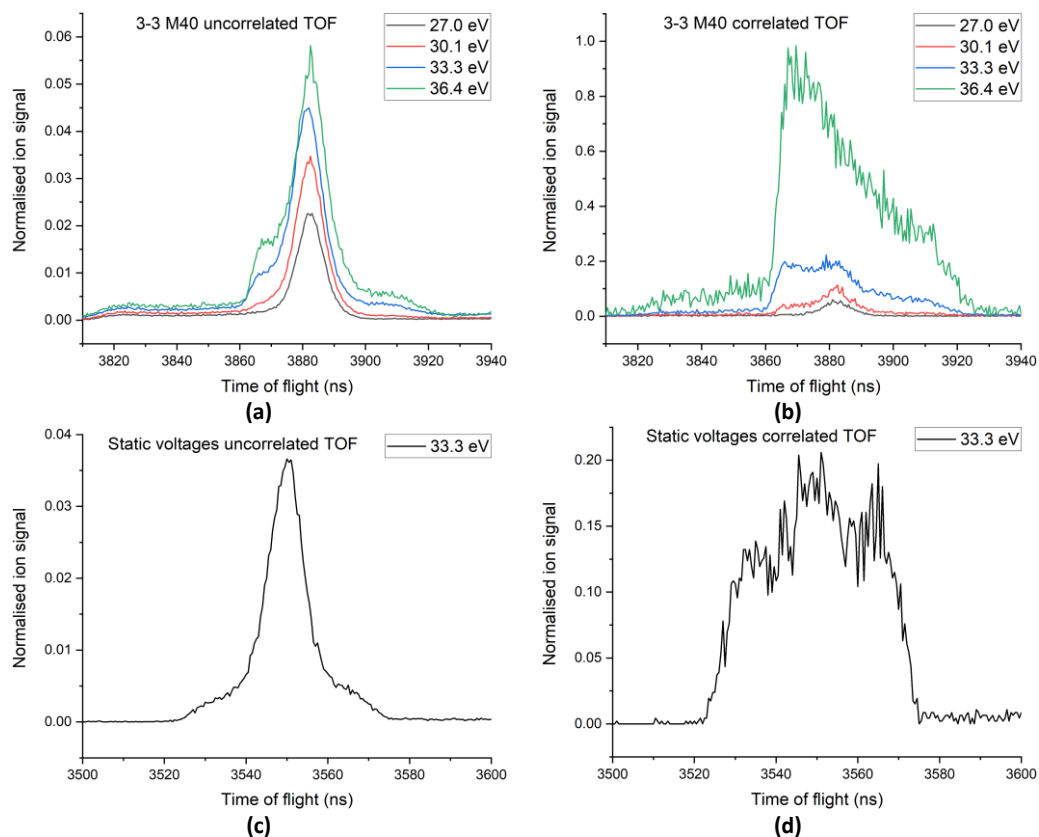 3-3 M40 uncorrelated TOF
27.0 eV
30.1 eV
33.3 eV
36.4 eV
Normalised ion signal
0.06
0.05
0.04
0.03
0.02
0.01
0.00
3820 3840 3860 3880 3900 3920 3940
Time of flight (ns)
(a)
3-3 M40 correlated TOF
27.0 eV
30.1 eV
33.3 eV
36.4 eV
Normalised ion signal
1.0
0.8
0.6
0.4
0.2
0.0
3820 3840 3860 3880 3900 3920 3940
Time of flight (ns)
(b)
Static voltages uncorrelated TOF
33.3 eV
Normalised ion signal
0.04
0.03
0.02
0.01
0.00
3500 3520 3540 3560 3580 3600
Time of flight (ns)
(c)
Static voltages correlated TOF
33.3 eV
Normalised ion signal
0.20
0.15
0.10
0.05
0.00
3500 3520 3540 3560 3580 3600
Time of flight (ns)
(d)